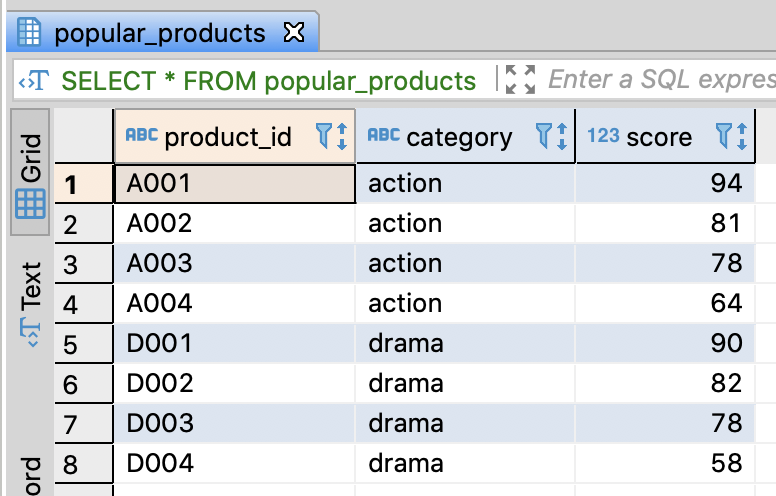 popular_products
SELECT * FROM popular_products Enter a SQL expres
Grid
Text
ord
ABC product_id ABC category 123 score
1 A001 action 94
2 A002 action 81
3 A003 action 78
4 A004 action 64
5 D001 drama 90
6 D002 drama 82
7 D003 drama 78
8 D004 drama 58